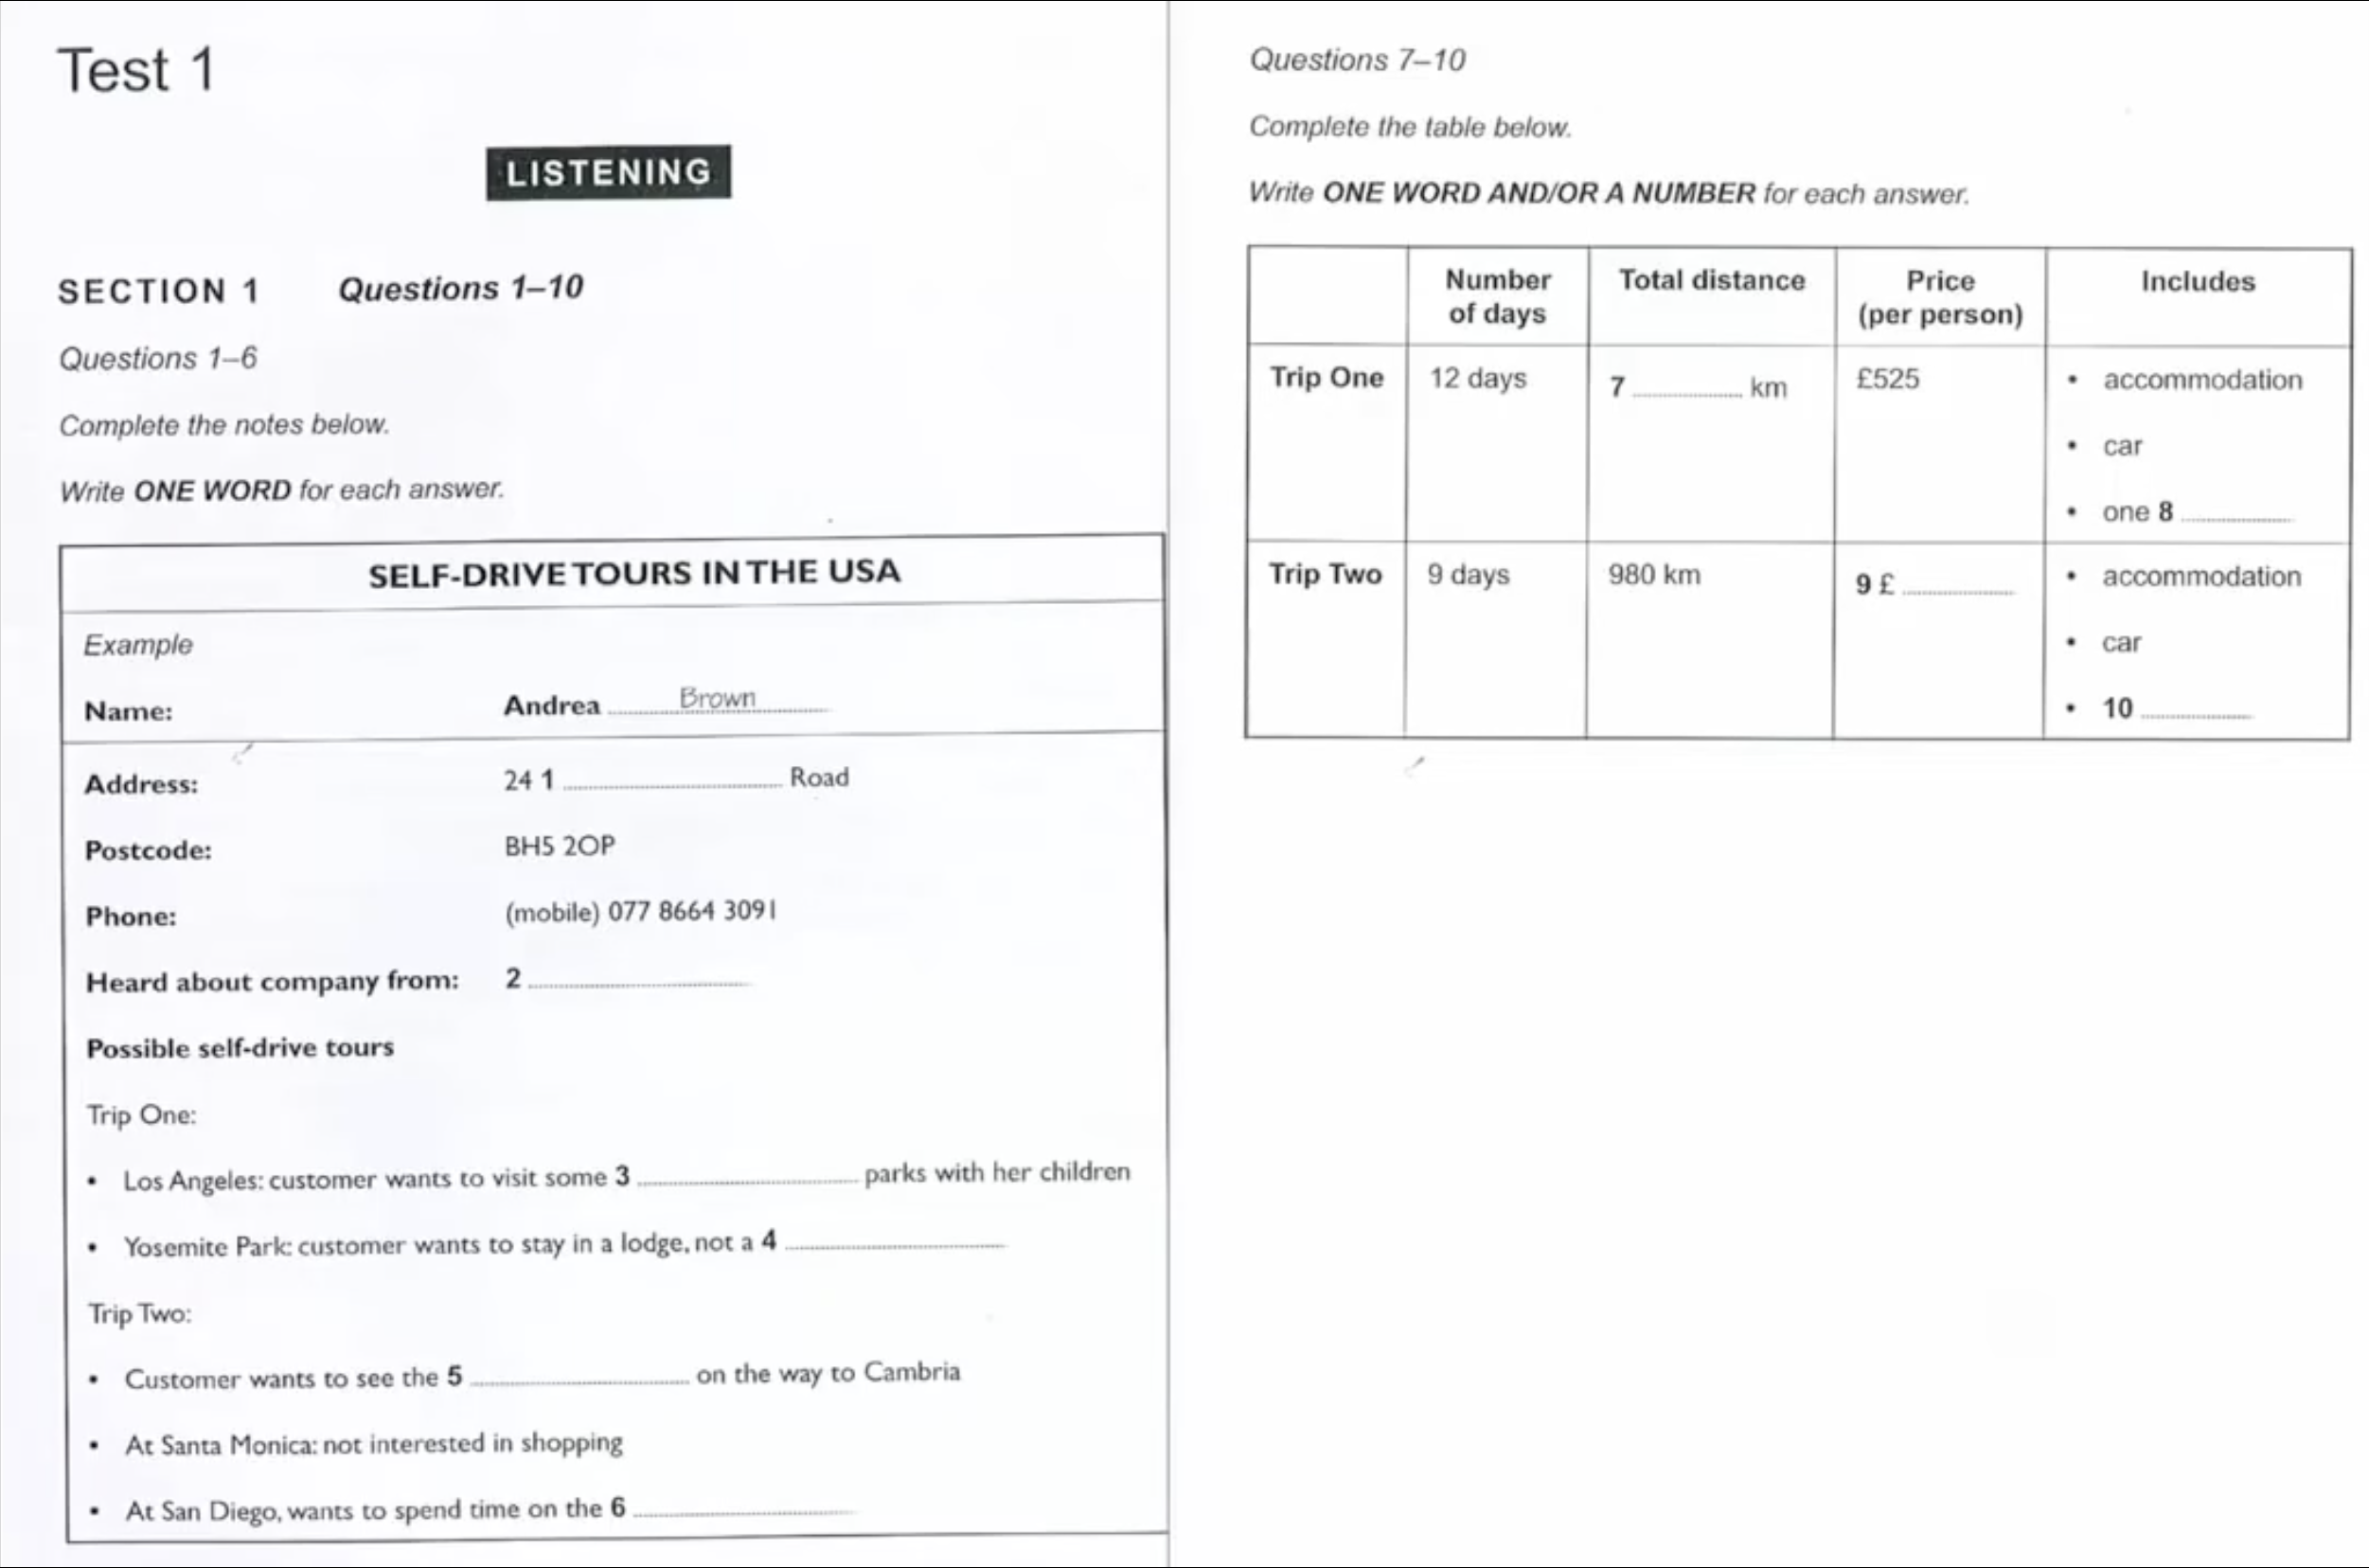 Test 1
LISTENING
SECTION 1 Questions 1–10
Questions 1–6
Complete the notes below.
Write ONE WORD for each answer.
SELF-DRIVE TOURS IN THE USA
Example
Name: Andrea Brown
Address: 24 1 Road
Postcode: BH5 2OP
Phone: (mobile) 077 8664 3091
Heard about company from: 2
Possible self-drive tours
Trip One:
• Los Angeles: customer wants to visit some 3 parks with her children
• Yosemite Park: customer wants to stay in a lodge, not a 4
Trip Two:
• Customer wants to see the 5 on the way to Cambria
• At Santa Monica: not interested in shopping
• At San Diego, wants to spend time on the 6
Questions 7–10
Complete the table below.
Write ONE WORD AND/OR A NUMBER for each answer.
Number of days Total distance Price (per person) Includes
Trip One 12 days 7 km £525 • accommodation
• car
• one 8
Trip Two 9 days 980 km 9 £ • accommodation
• car
• 10